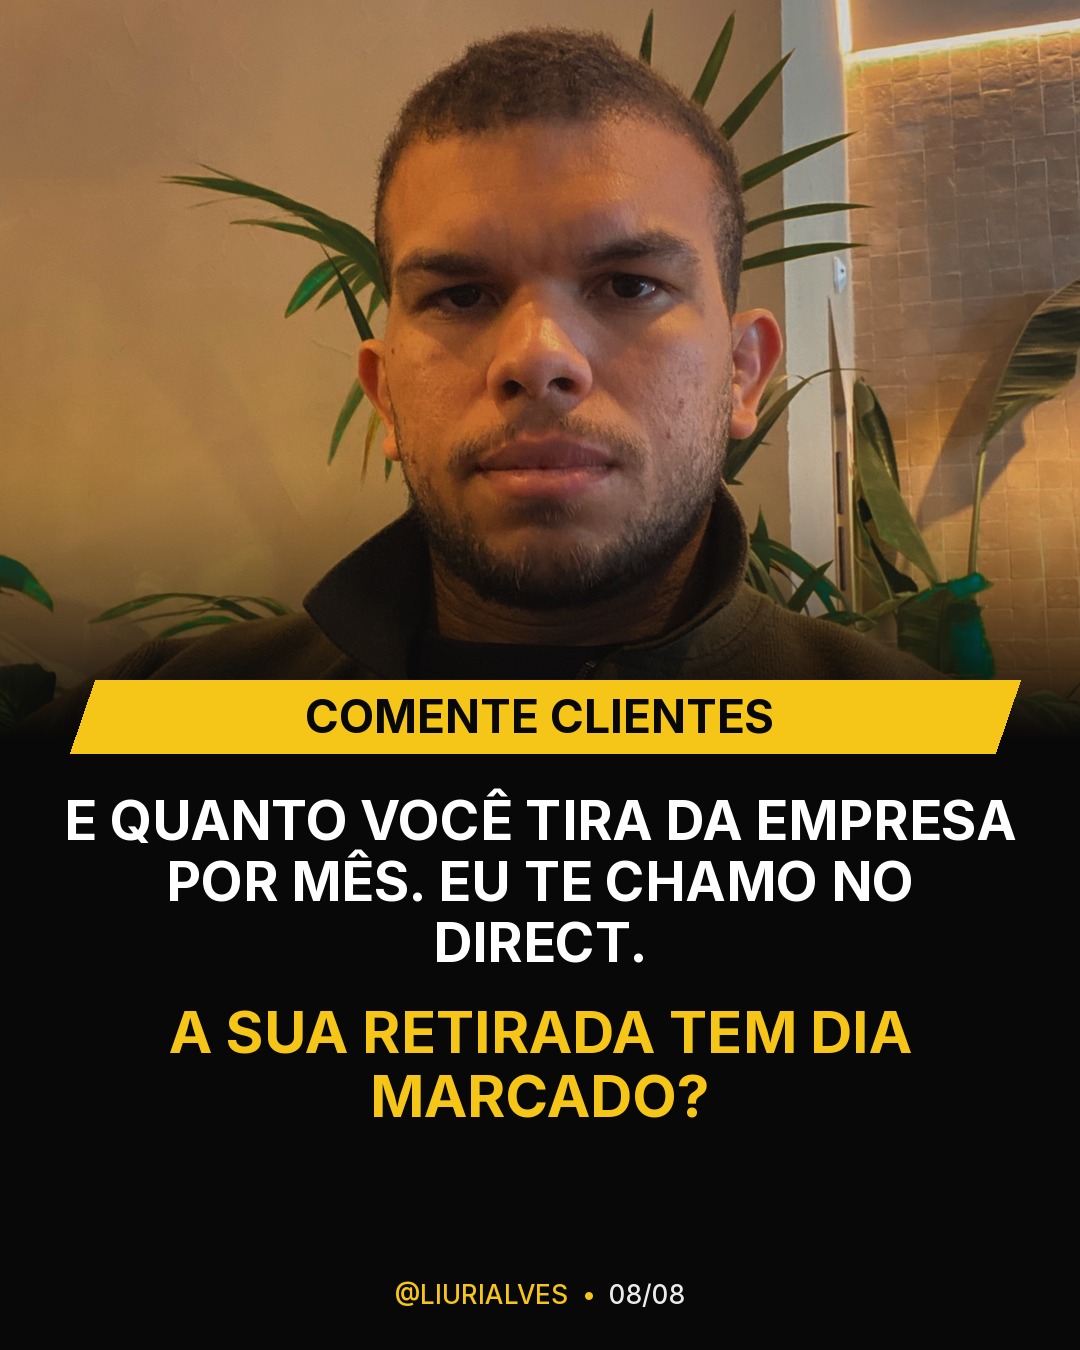 COMENTE CLIENTES
E QUANTO VOCÊ TIRA DA EMPRESA
POR MÊS. EU TE CHAMO NO
DIRECT.
A SUA RETIRADA TEM DIA
MARCADO?
@LIURIALVES • 08/08